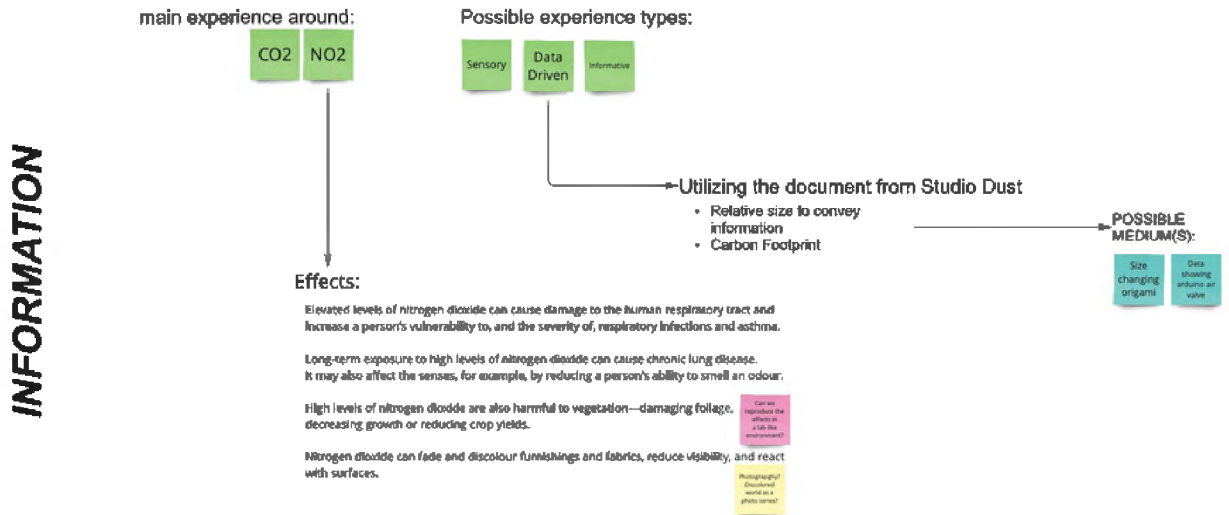 main experience around:
CO2
NO2
Possible experience types:
Sensory
Data
Driven
Informative
INFORMATION
Utilizing the document from Studio Dust
• Relative size to convey
information
• Carbon Footprint
POSSIBLE
MEDIUM(S):
Size
changing
origami
Data
showing
arduino air
valve
Effects:
Elevated levels of nitrogen dioxide can cause damage to the human respiratory tract and
increase a person's vulnerability to, and the severity of, respiratory infections and asthma.
Long-term exposure to high levels of nitrogen dioxide can cause chronic lung disease.
It may also affect the senses, for example, by reducing a person's ability to smell an odour.
High levels of nitrogen dioxide are also harmful to vegetation—damaging foliage,
decreasing growth or reducing crop yields.
Can we
reproduce the
effects in
a lab-like
environment?
Nitrogen dioxide can fade and discolour furnishings and fabrics, reduce visibility, and react
with surfaces.
Photograpghy?
Discolored
world as a
photo series?